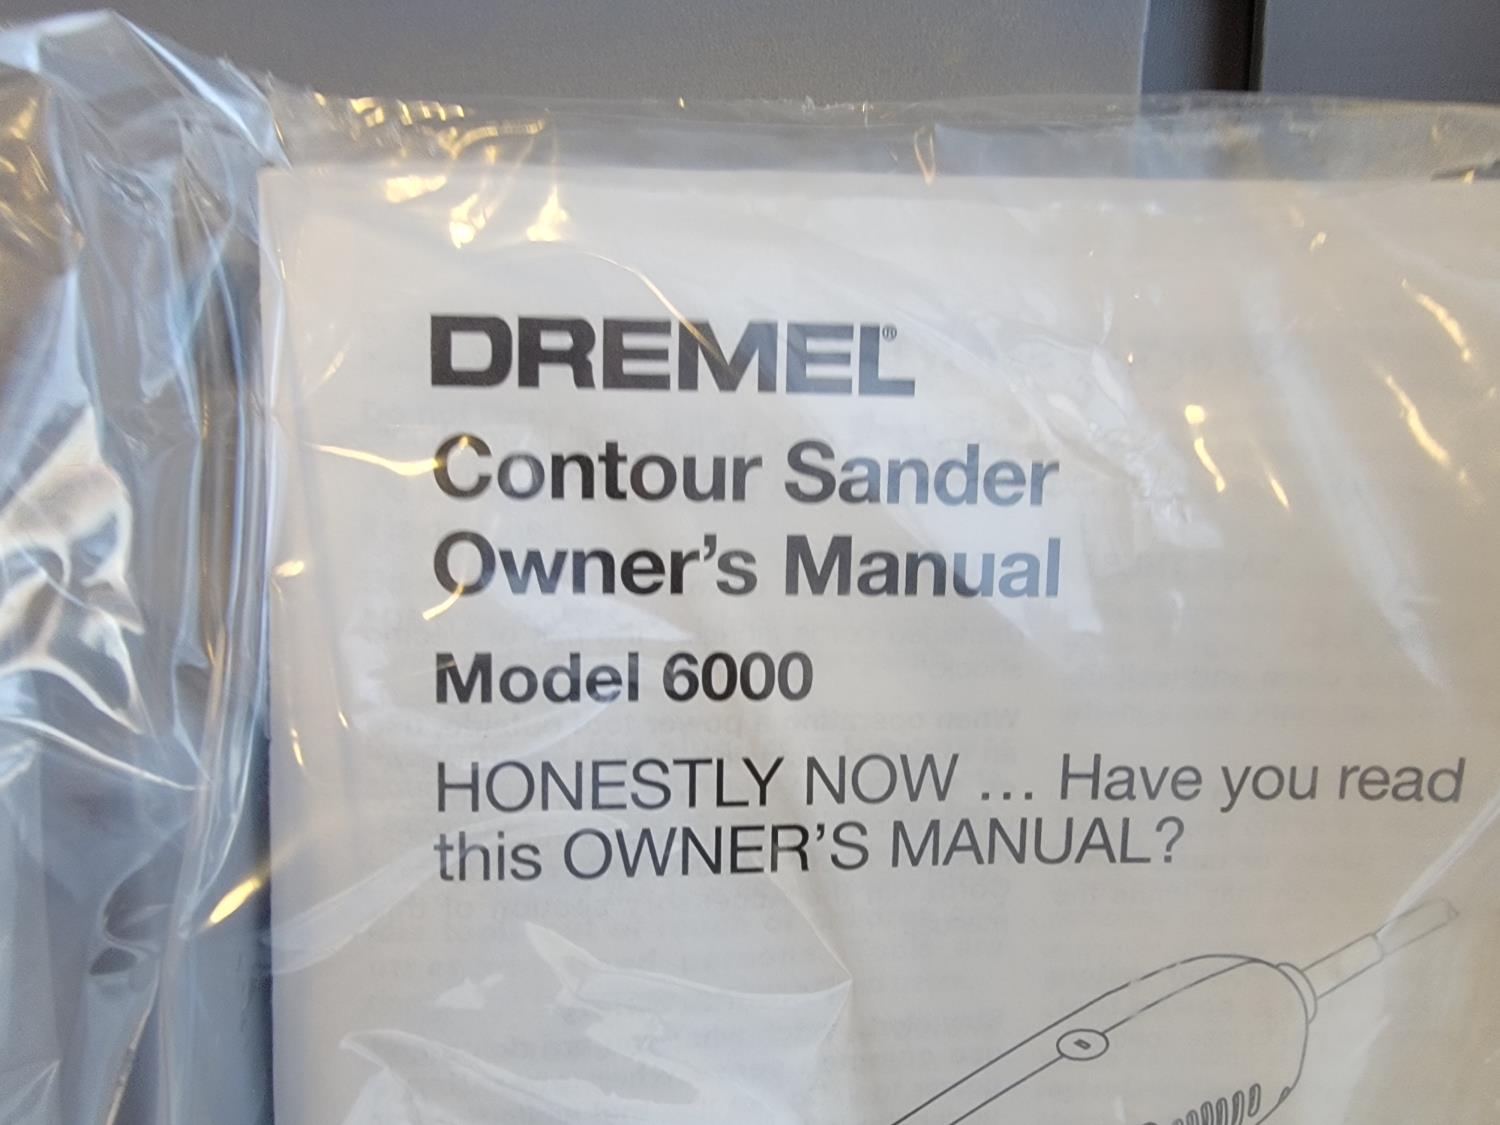 DREMEL®
Contour Sander
Owner's Manual
Model 6000
HONESTLY NOW ... Have you read
this OWNER'S MANUAL?